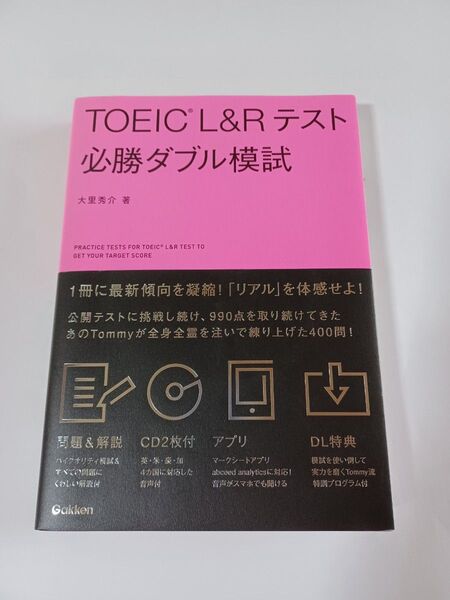 TOEIC® L&R テスト
必勝ダブル模試
大里秀介 著
PRACTICE TESTS FOR TOEIC® L&R TEST TO
GET YOUR TARGET SCORE
1冊に最新傾向を凝縮!「リアル」を体感せよ!
公開テストに挑戦し続け、990点を取り続けてきた
あのTommyが全身全霊を注いで練り上げた400問!
問題&解説 CD2枚付 アプリ DL特典
ハイクオリティ模試& 英・米・豪・加 マークシートアプリ 模試を使い倒して
すべての問題に 4カ国に対応した abceed analyticsに対応! 実力を磨くTommy流
くわしい解説付 音声付 音声がスマホでも聞ける 特訓プログラム付
Gakken